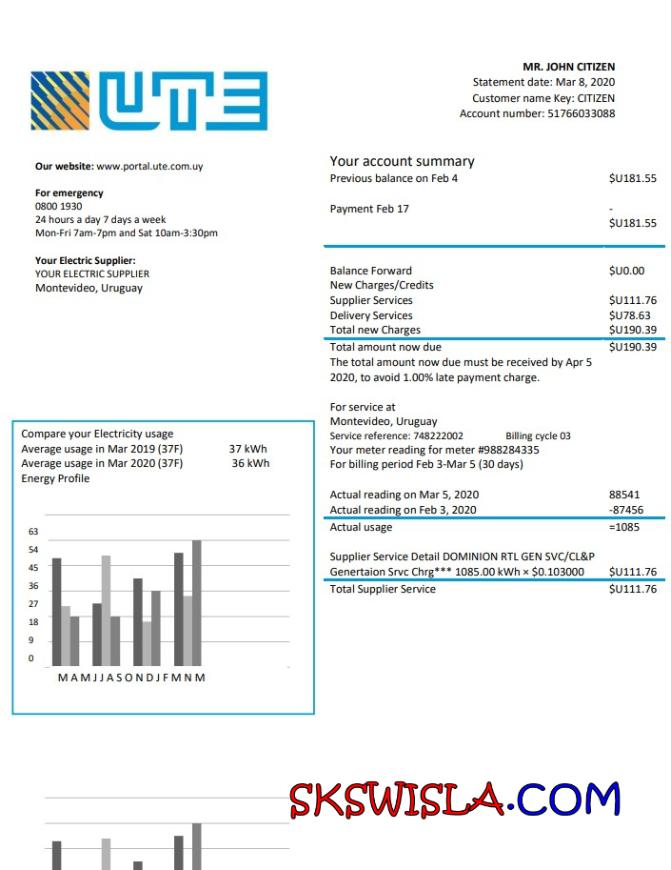 UTE
MR. JOHN CITIZEN
Statement date: Mar 8, 2020
Customer name Key: CITIZEN
Account number: 51766033088
Our website: www.portal.ute.com.uy
For emergency
0800 1930
24 hours a day 7 days a week
Mon-Fri 7am-7pm and Sat 10am-3:30pm
Your Electric Supplier:
YOUR ELECTRIC SUPPLIER
Montevideo, Uruguay
Your account summary
Previous balance on Feb 4 $U181.55
Payment Feb 17 -
$U181.55
Balance Forward $U0.00
New Charges/Credits
Supplier Services $U111.76
Delivery Services $U78.63
Total new Charges $U190.39
Total amount now due $U190.39
The total amount now due must be received by Apr 5
2020, to avoid 1.00% late payment charge.
For service at
Montevideo, Uruguay
Service reference: 748222002 Billing cycle 03
Your meter reading for meter #988284335
For billing period Feb 3-Mar 5 (30 days)
Actual reading on Mar 5, 2020 88541
Actual reading on Feb 3, 2020 -87456
Actual usage =1085
Supplier Service Detail DOMINION RTL GEN SVC/CL&P
Genertaion Srvc Chrg*** 1085.00 kWh × $0.103000 $U111.76
Total Supplier Service $U111.76
Compare your Electricity usage
Average usage in Mar 2019 (37F) 37 kWh
Average usage in Mar 2020 (37F) 36 kWh
Energy Profile
63
54
45
36
27
18
9
0
M A M J J A S O N D J F M N M
SKSWISLA.COM